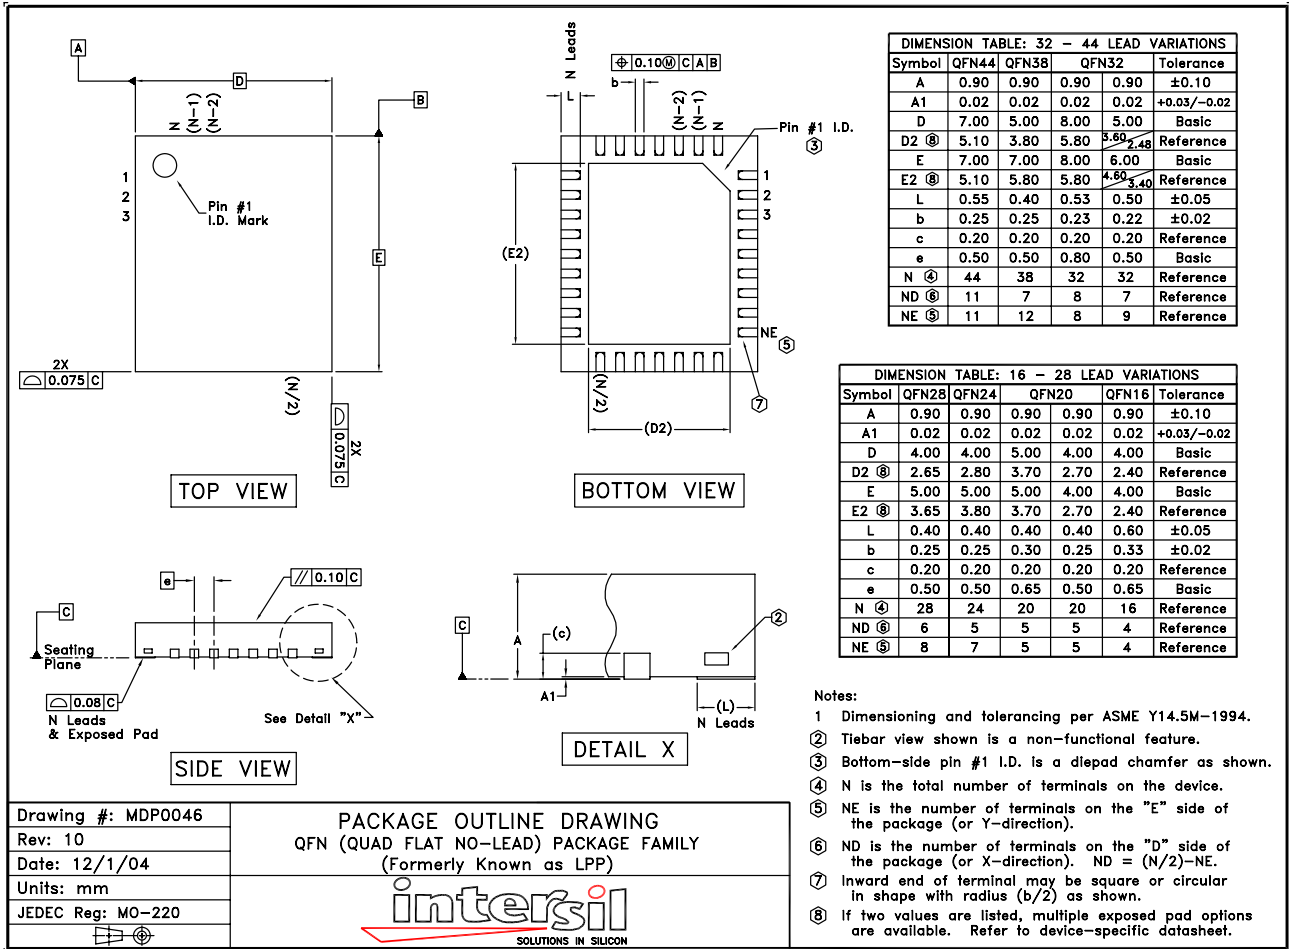 A
D
B
N
(N-1)
(N-2)
1
2
3
Pin #1
I.D. Mark
E
2X
0.075 C
(N/2)
2X
0.075 C
TOP VIEW
N Leads
L
b
0.10Ⓜ C A B
(N-2)
(N-1)
N
Pin #1 I.D.
3
1
2
3
(E2)
NE
5
(N/2)
7
(D2)
BOTTOM VIEW
e
// 0.10 C
C
Seating
Plane
0.08 C
N Leads
& Exposed Pad
See Detail "X"
SIDE VIEW
C
A
(c)
A1
2
(L)
N Leads
DETAIL X
DIMENSION TABLE: 32 - 44 LEAD VARIATIONS
Symbol QFN44 QFN38 QFN32 Tolerance
A 0.90 0.90 0.90 0.90 ±0.10
A1 0.02 0.02 0.02 0.02 +0.03/-0.02
D 7.00 5.00 8.00 5.00 Basic
D2 8 5.10 3.80 5.80 3.60/2.48 Reference
E 7.00 7.00 8.00 6.00 Basic
E2 8 5.10 5.80 5.80 4.60/3.40 Reference
L 0.55 0.40 0.53 0.50 ±0.05
b 0.25 0.25 0.23 0.22 ±0.02
c 0.20 0.20 0.20 0.20 Reference
e 0.50 0.50 0.80 0.50 Basic
N 4 44 38 32 32 Reference
ND 6 11 7 8 7 Reference
NE 5 11 12 8 9 Reference
DIMENSION TABLE: 16 - 28 LEAD VARIATIONS
Symbol QFN28 QFN24 QFN20 QFN16 Tolerance
A 0.90 0.90 0.90 0.90 0.90 ±0.10
A1 0.02 0.02 0.02 0.02 0.02 +0.03/-0.02
D 4.00 4.00 5.00 4.00 4.00 Basic
D2 8 2.65 2.80 3.70 2.70 2.40 Reference
E 5.00 5.00 5.00 4.00 4.00 Basic
E2 8 3.65 3.80 3.70 2.70 2.40 Reference
L 0.40 0.40 0.40 0.40 0.60 ±0.05
b 0.25 0.25 0.30 0.25 0.33 ±0.02
c 0.20 0.20 0.20 0.20 0.20 Reference
e 0.50 0.50 0.65 0.50 0.65 Basic
N 4 28 24 20 20 16 Reference
ND 6 6 5 5 5 4 Reference
NE 5 8 7 5 5 4 Reference
Notes:
1 Dimensioning and tolerancing per ASME Y14.5M-1994.
2 Tiebar view shown is a non-functional feature.
3 Bottom-side pin #1 I.D. is a diepad chamfer as shown.
4 N is the total number of terminals on the device.
5 NE is the number of terminals on the "E" side of
the package (or Y-direction).
6 ND is the number of terminals on the "D" side of
the package (or X-direction). ND = (N/2)-NE.
7 Inward end of terminal may be square or circular
in shape with radius (b/2) as shown.
8 If two values are listed, multiple exposed pad options
are available. Refer to device-specific datasheet.
Drawing #: MDP0046
Rev: 10
Date: 12/1/04
Units: mm
JEDEC Reg: MO-220
PACKAGE OUTLINE DRAWING
QFN (QUAD FLAT NO-LEAD) PACKAGE FAMILY
(Formerly Known as LPP)
intersil
SOLUTIONS IN SILICON